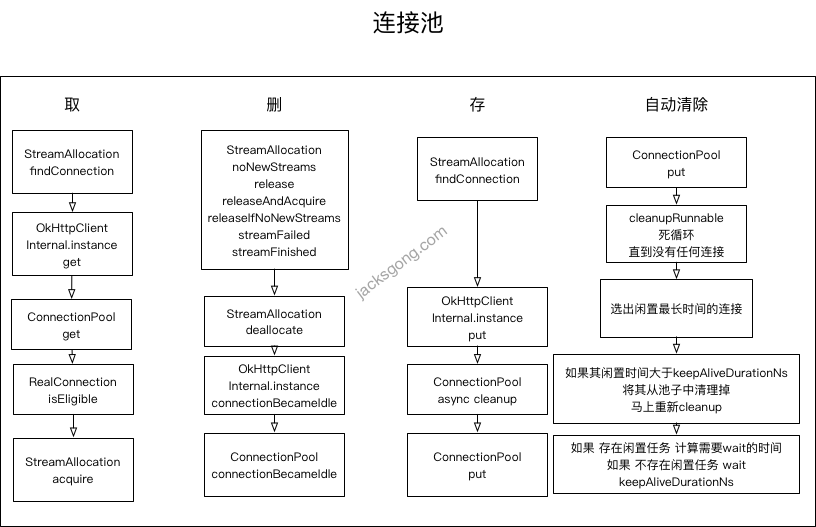 连接池
取
StreamAllocation
findConnection
OkHttpClient
Internal.instance
get
ConnectionPool
get
RealConnection
isEligible
StreamAllocation
acquire
删
StreamAllocation
noNewStreams
release
releaseAndAcquire
releaseIfNoNewStreams
streamFailed
streamFinished
StreamAllocation
deallocate
OkHttpClient
Internal.instance
connectionBecameIdle
ConnectionPool
connectionBecameIdle
存
StreamAllocation
findConnection
OkHttpClient
Internal.instance
put
ConnectionPool
async cleanup
ConnectionPool
put
自动清除
ConnectionPool
put
cleanupRunnable
死循环
直到没有任何连接
选出闲置最长时间的连接
如果其闲置时间大于keepAliveDurationNs
将其从池子中清理掉
马上重新cleanup
如果 存在闲置任务 计算需要wait的时间
如果 不存在闲置任务 wait
keepAliveDurationNs
jacksgong.com